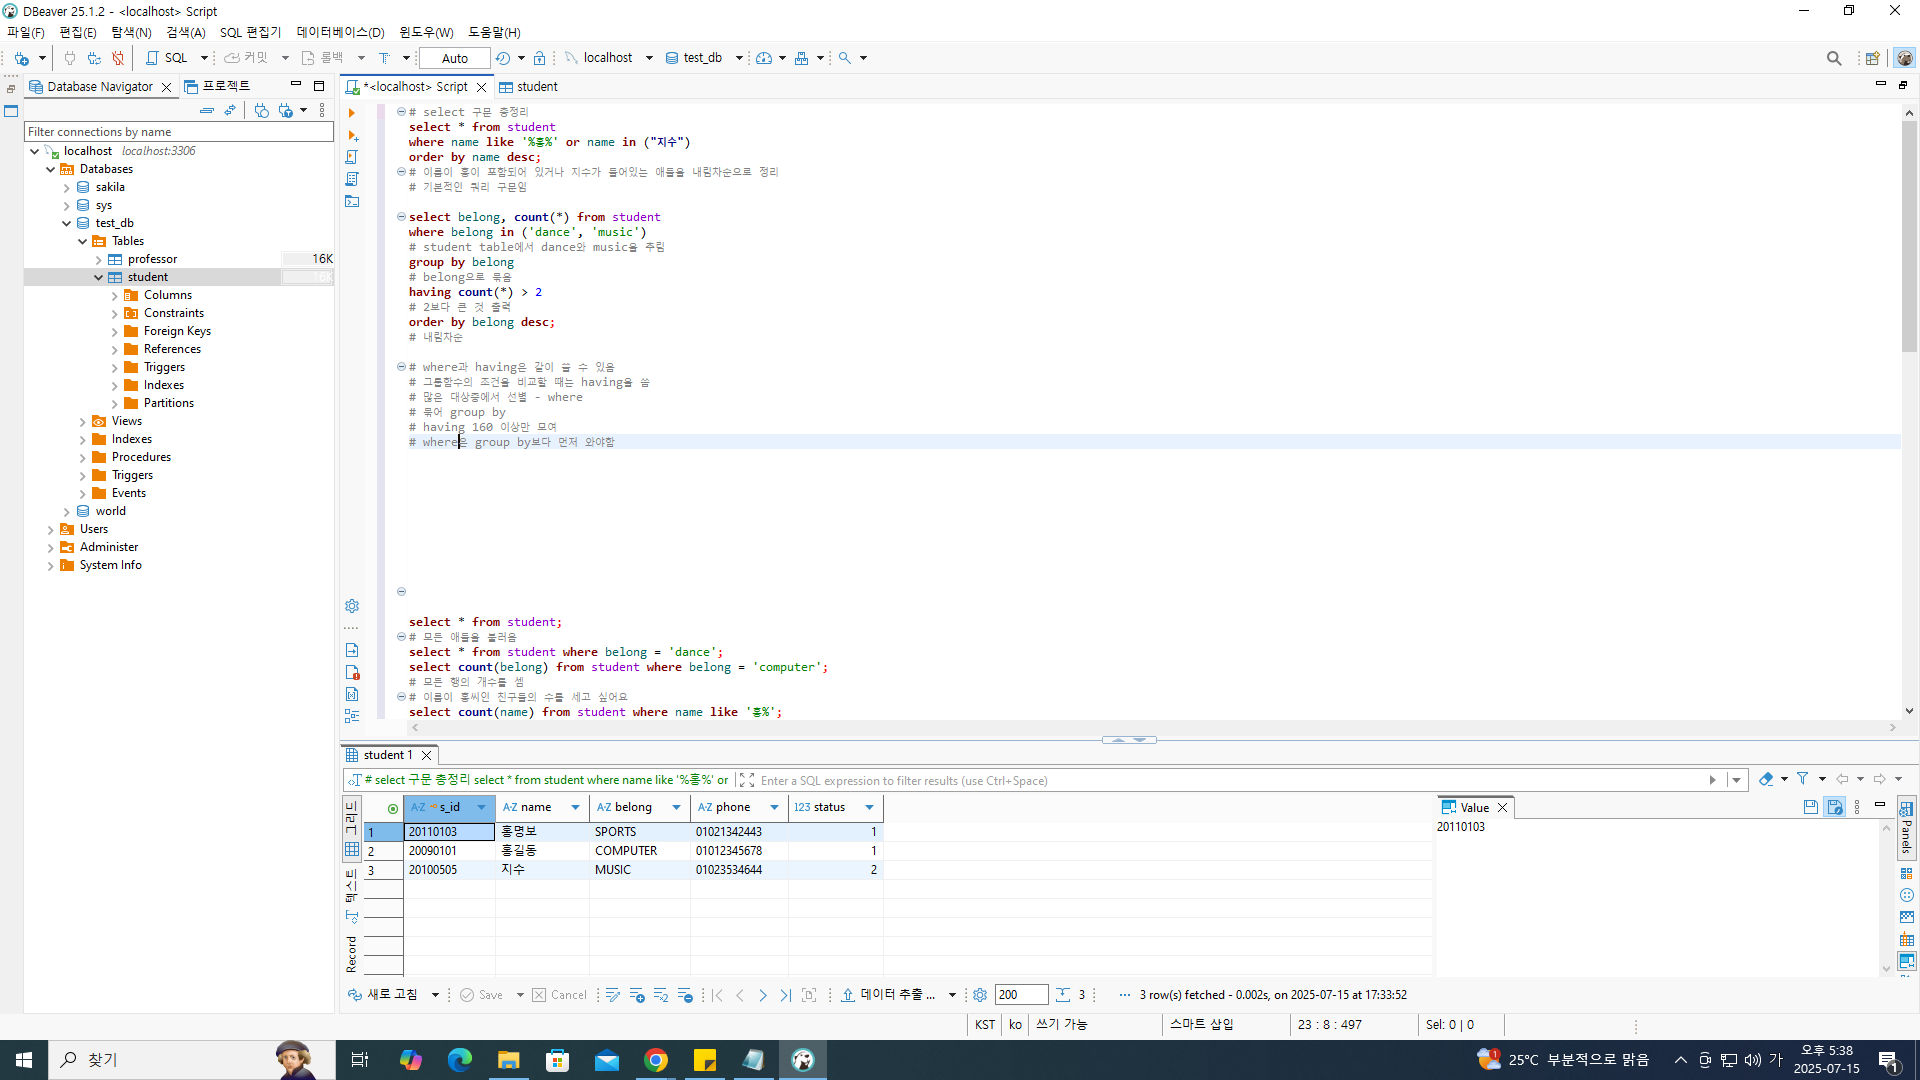 DBeaver 25.1.2 - <localhost> Script
파일(F) 편집(E) 탐색(N) 검색(A) SQL 편집기 데이터베이스(D) 윈도우(W) 도움말(H)
SQL 커밋 롤백 T Auto localhost test_db
Database Navigator 프로젝트
*<localhost> Script student
Filter connections by name
localhost localhost:3306
Databases
sakila
sys
test_db
Tables
professor 16K
student 16K
Columns
Constraints
Foreign Keys
References
Triggers
Indexes
Partitions
Views
Indexes
Procedures
Triggers
Events
world
Users
Administer
System Info
# select 구문 총정리
select * from student
where name like '%홍%' or name in ("지수")
order by name desc;
# 이름이 홍이 포함되어 있거나 지수가 들어있는 애들을 내림차순으로 정리
# 기본적인 쿼리 구문임
select belong, count(*) from student
where belong in ('dance', 'music')
# student table에서 dance와 music을 추림
group by belong
# belong으로 묶음
having count(*) > 2
# 2보다 큰 것 출력
order by belong desc;
# 내림차순
# where과 having은 같이 쓸 수 있음
# 그룹함수의 조건을 비교할 때는 having을 씀
# 많은 대상중에서 선별 - where
# 묶어 group by
# having 160 이상만 모여
# where은 group by보다 먼저 와야함
select * from student;
# 모든 애들을 불러옴
select * from student where belong = 'dance';
select count(belong) from student where belong = 'computer';
# 모든 행의 개수를 셈
# 이름이 홍씨인 친구들의 수를 세고 싶어요
select count(name) from student where name like '홍%';
student 1
# select 구문 총정리 select * from student where name like '%홍%' or
Enter a SQL expression to filter results (use Ctrl+Space)
그리드
텍스트
Record
A-Z s_id A-Z name A-Z belong A-Z phone 123 status
1 20110103 홍명보 SPORTS 01021342443 1
2 20090101 홍길동 COMPUTER 01012345678 1
3 20100505 지수 MUSIC 01023534644 2
Value
20110103
Panels
새로 고침 Save Cancel 데이터 추출 ... 200 3 3 row(s) fetched - 0.002s, on 2025-07-15 at 17:33:52
KST ko 쓰기 가능 스마트 삽입 23 : 8 : 497 Sel: 0 | 0
찾기
25°C 부분적으로 맑음
가
오후 5:38
2025-07-15
1